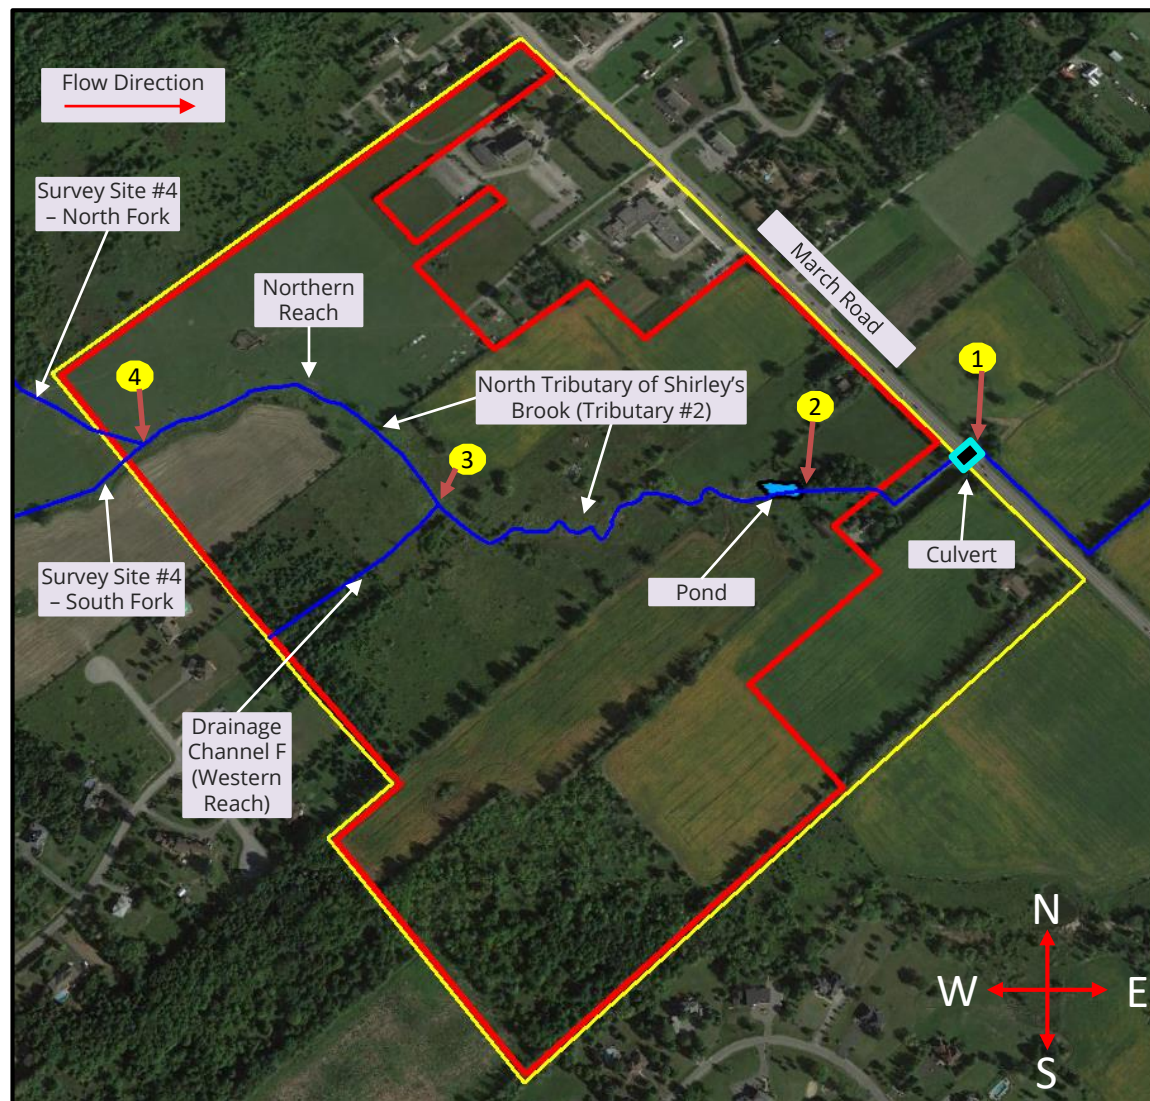 Flow Direction
Survey Site #4
– North Fork
Northern
Reach
March Road
4
1
North Tributary of Shirley’s
Brook (Tributary #2)
2
3
Culvert
Survey Site #4
– South Fork
Pond
Drainage
Channel F
(Western
Reach)
N
W
E
S